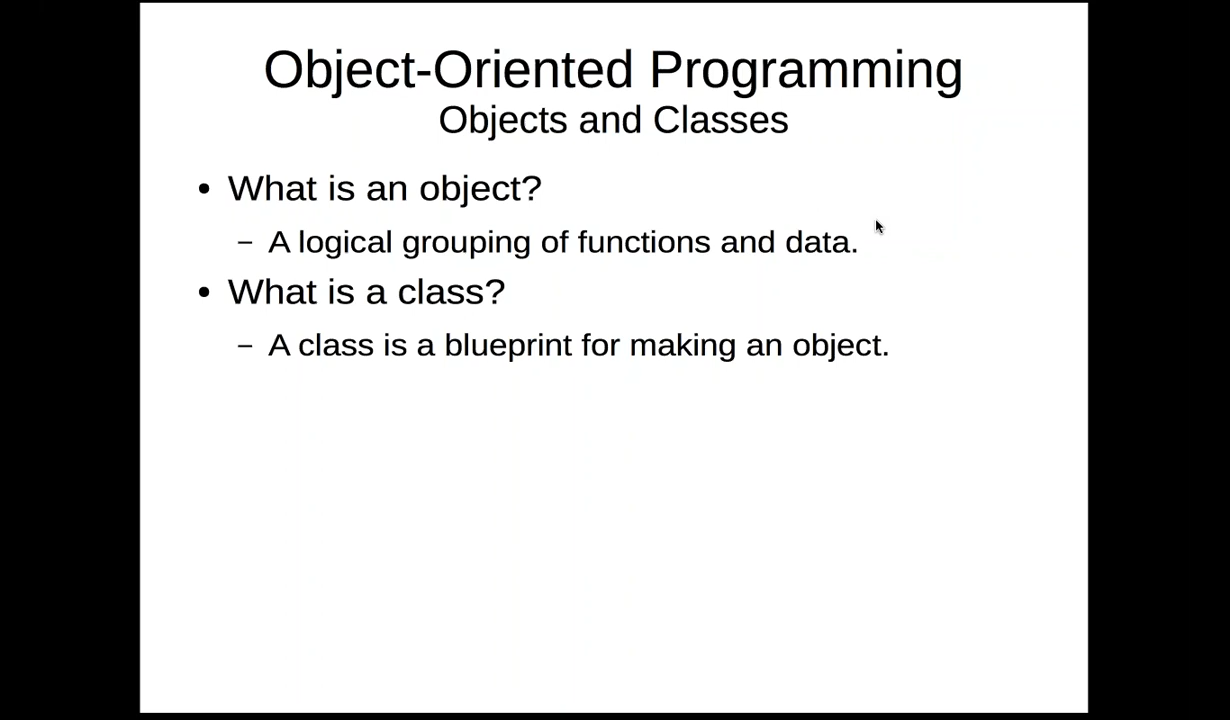 Object-Oriented Programming
Objects and Classes
• What is an object?
– A logical grouping of functions and data.
• What is a class?
– A class is a blueprint for making an object.